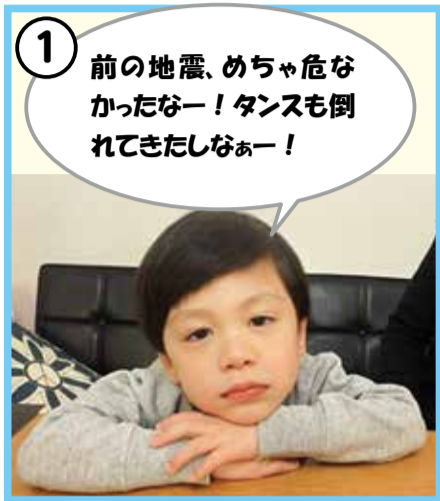 ①
前の地震、めちゃ危な
かったなー！タンスも倒
れてきたしなぁー！